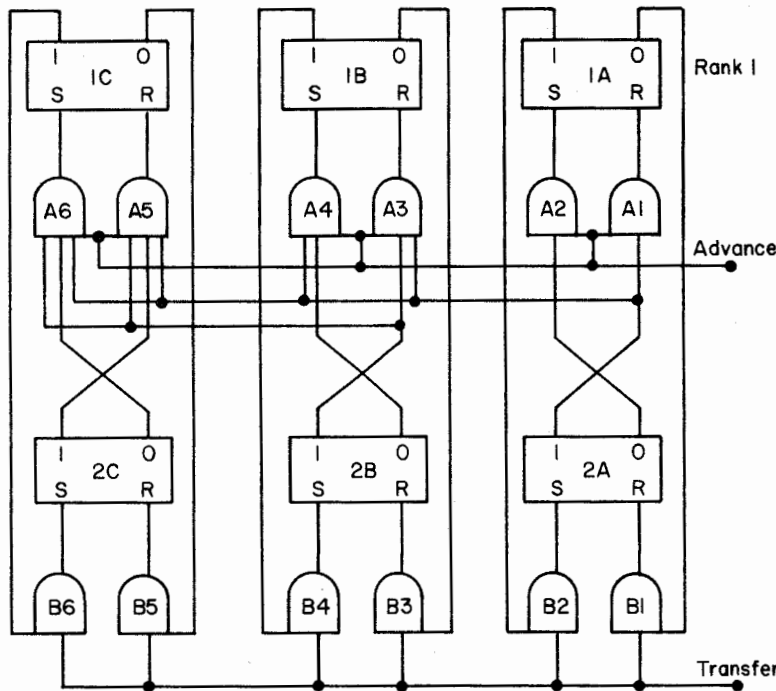 I O I O I O
1C 1B 1A Rank 1
S R S R S R
A6 A5 A4 A3 A2 A1
Advance
I O I O I O
2C 2B 2A
S R S R S R
B6 B5 B4 B3 B2 B1
Transfer